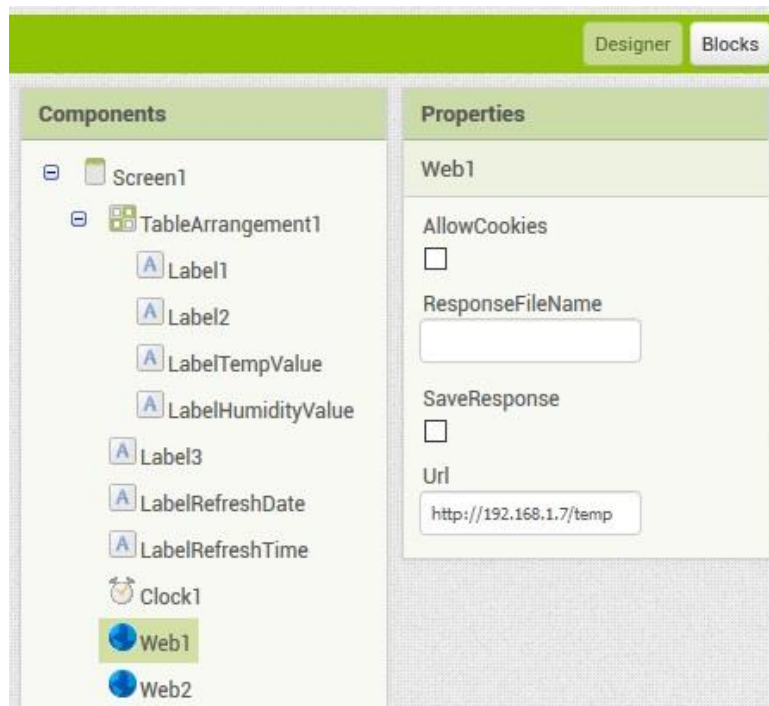 Designer Blocks
Components
Screen1
TableArrangement1
A Label1
A Label2
A LabelTempValue
A LabelHumidityValue
A Label3
A LabelRefreshDate
A LabelRefreshTime
Clock1
Web1
Web2
Properties
Web1
AllowCookies
ResponseFileName
SaveResponse
Url
http://192.168.1.7/temp